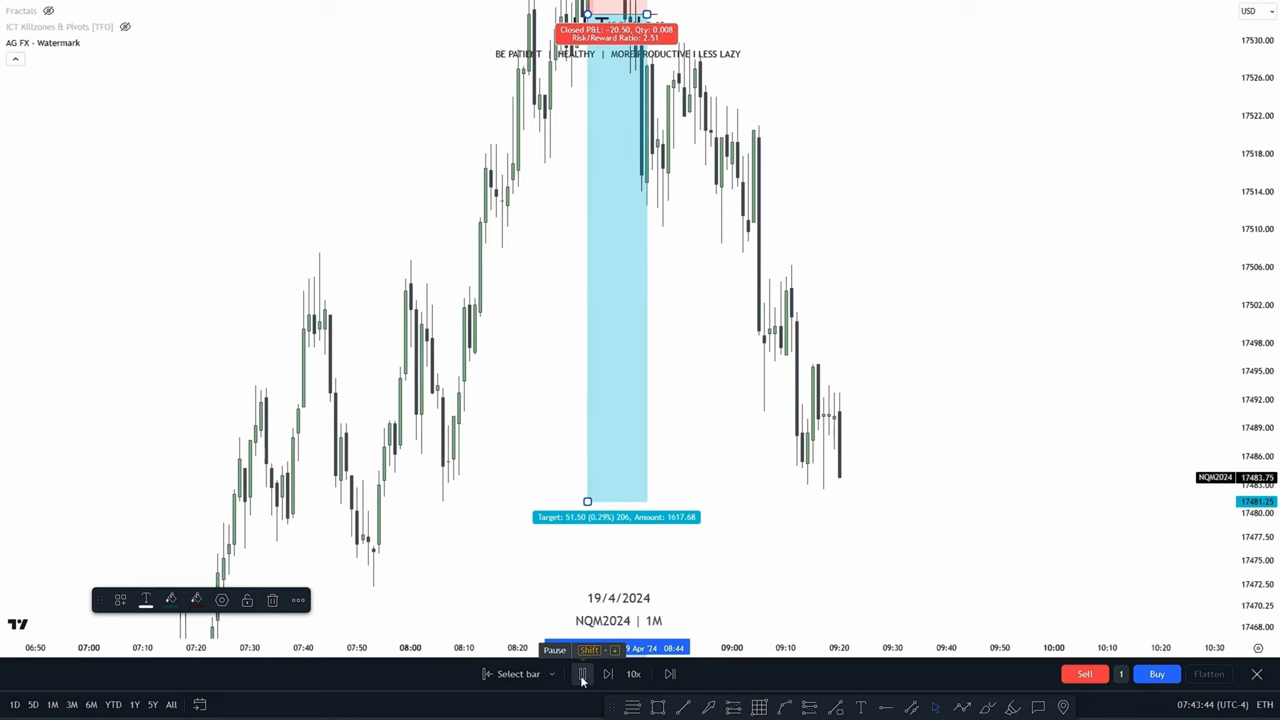 Fractals
ICT Killzones & Pivots [TFO]
AG FX - Watermark
USD
Closed P&L: -20.50, Qty: 0.008
Risk/Reward Ratio: 2.51
BE PATIENT | HEALTHY | MORE PRODUCTIVE | LESS LAZY
17530.00
17526.00
17522.00
17518.00
17514.00
17510.00
17506.00
17502.00
17498.00
17495.00
17492.00
17489.00
17486.00
NQM2024 17483.75
17483.00
17481.25
17480.00
17477.50
17475.00
17472.50
17470.25
17468.00
Target: 51.50 (0.29%) 206, Amount: 1617.68
19/4/2024
NQM2024 | 1M
06:50 07:00 07:10 07:20 07:30 07:40 07:50 08:00 08:10 08:20 9 Apr '24 08:44 09:00 09:10 09:20 09:30 09:40 09:50 10:00 10:15 10:30
Pause Shift +
Select bar 10x Sell 1 Buy Flatten
1D 5D 1M 3M 6M YTD 1Y 5Y All 07:43:44 (UTC-4) ETH